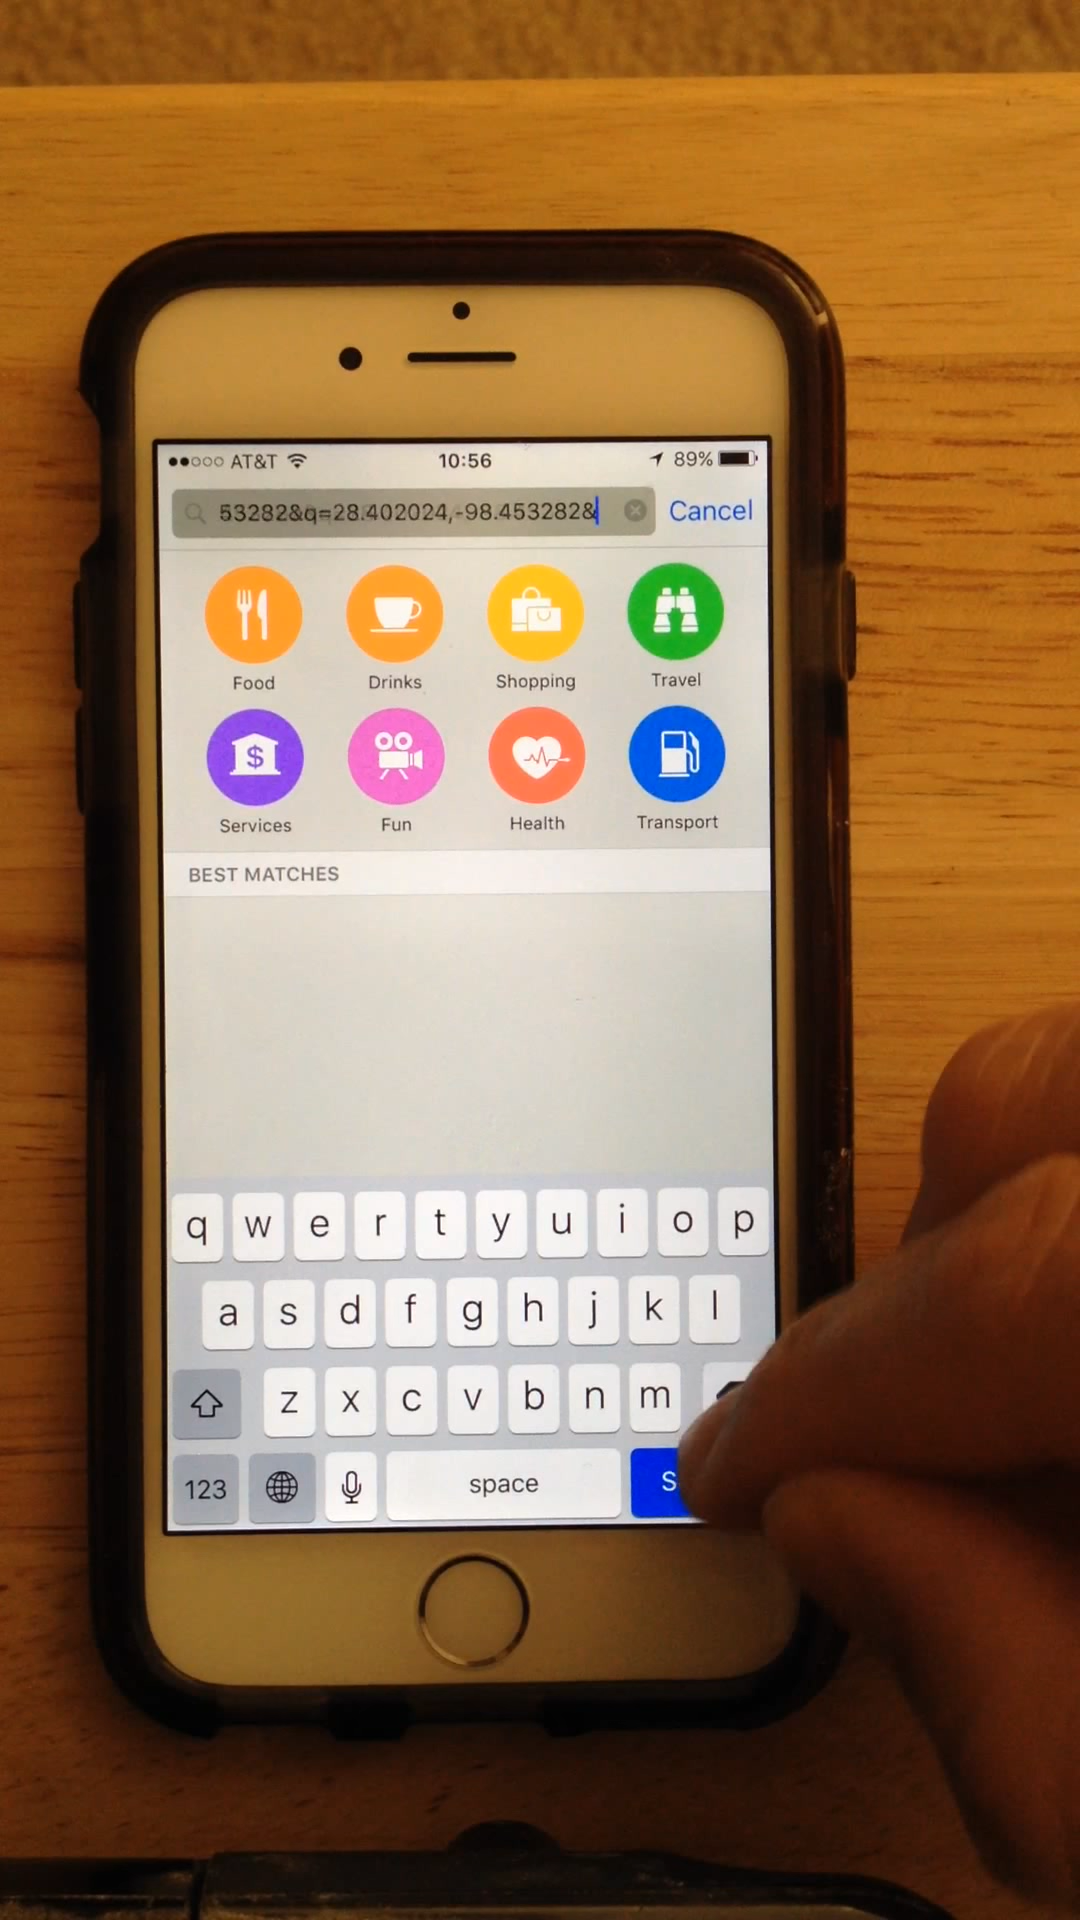 AT&T 10:56 89%
53282&q=28.402024,-98.453282& Cancel
Food Drinks Shopping Travel
Services Fun Health Transport
BEST MATCHES
q w e r t y u i o p
a s d f g h j k l
z x c v b n m
123 space S